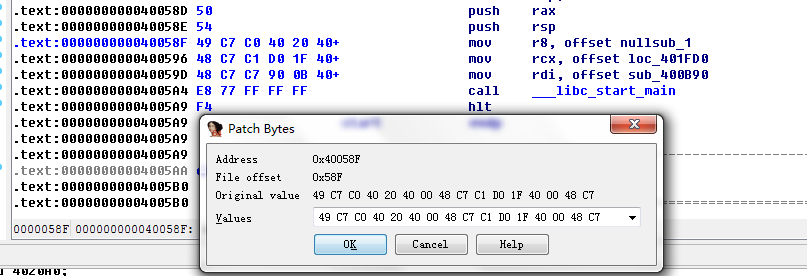 .text:000000000040058D 50 push rax
.text:000000000040058E 54 push rsp
.text:000000000040058F 49 C7 C0 40 20 40+ mov r8, offset nullsub_1
.text:0000000000400596 48 C7 C1 D0 1F 40+ mov rcx, offset loc_401FD0
.text:000000000040059D 48 C7 C7 90 0B 40+ mov rdi, offset sub_400B90
.text:00000000004005A4 E8 77 FF FF FF call ___libc_start_main
.text:00000000004005A9 F4 hlt
.text:00000000004005A9
.text:00000000004005A9
.text:00000000004005A9
.text:00000000004005AA
.text:00000000004005B0
.text:00000000004005B0
0000058F 000000000040058F:
Patch Bytes
Address 0x40058F
File offset 0x58F
Original value 49 C7 C0 40 20 40 00 48 C7 C1 D0 1F 40 00 48 C7
Values 49 C7 C0 40 20 40 00 48 C7 C1 D0 1F 40 00 48 C7
OK Cancel Help
4020A0;